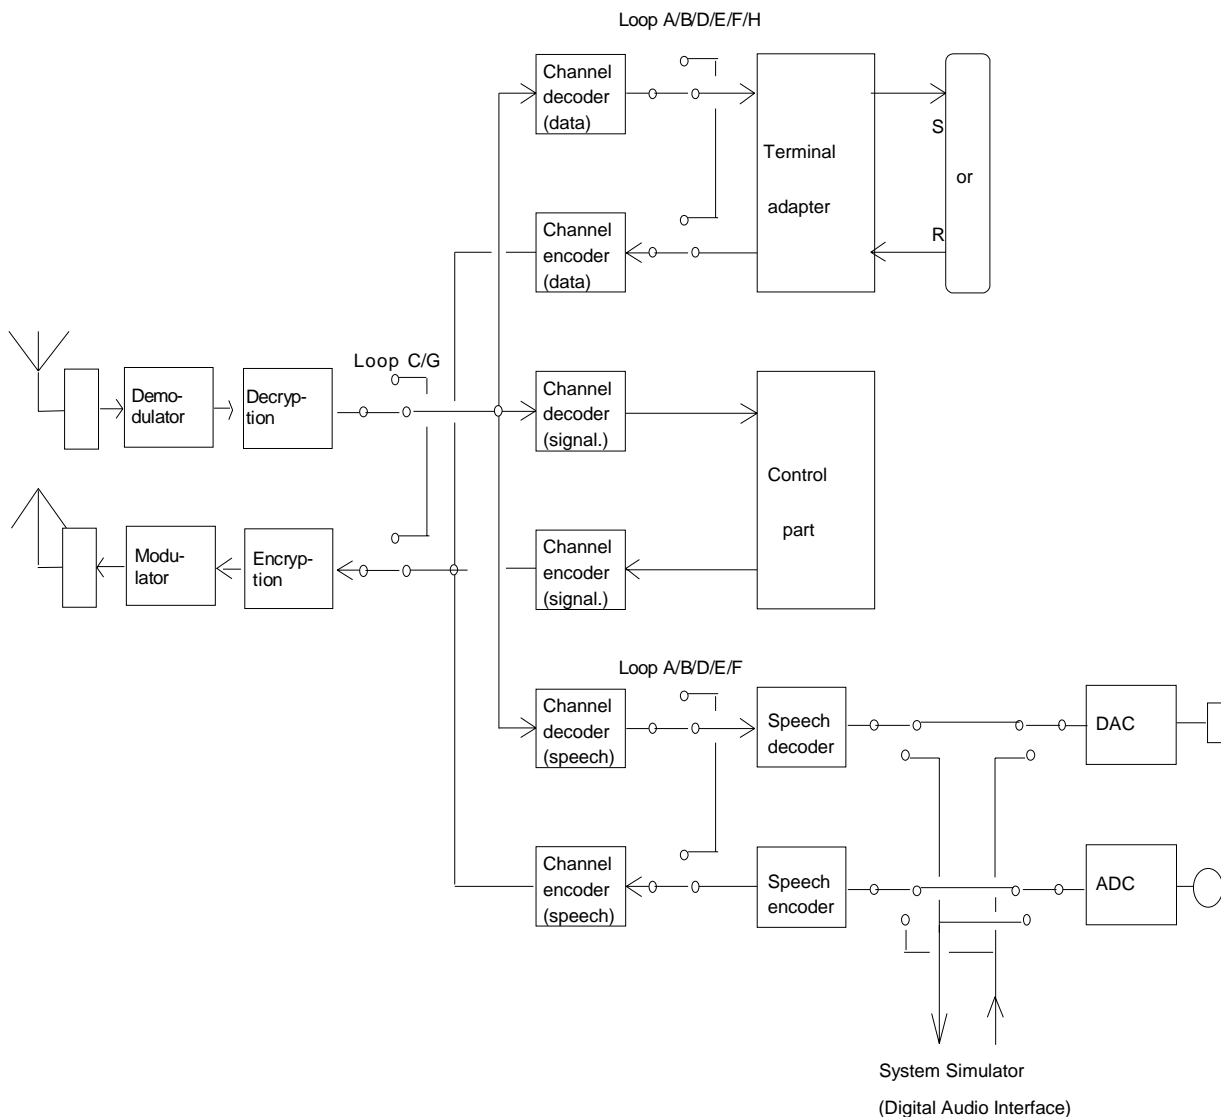 Loop A/B/D/E/F/H
Channel
decoder
(data)
Terminal
adapter
S
or
R
Channel
encoder
(data)
Loop C/G
Demo-
dulator
Decryp-
tion
Channel
decoder
(signal.)
Control
part
Modu-
lator
Encryp-
tion
Channel
encoder
(signal.)
Loop A/B/D/E/F
Channel
decoder
(speech)
Speech
decoder
DAC
Channel
encoder
(speech)
Speech
encoder
ADC
System Simulator
(Digital Audio Interface)